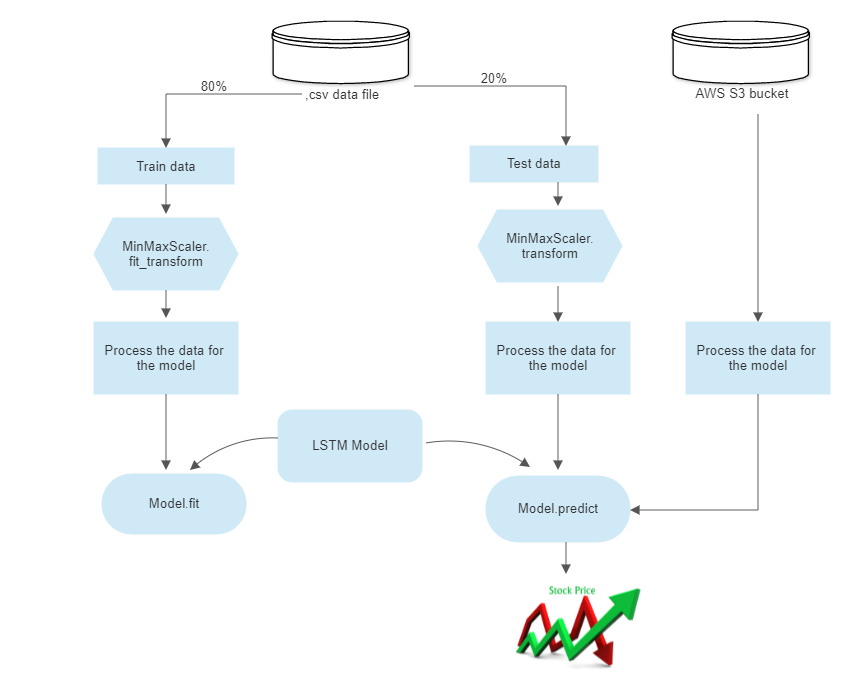 80%
20%
,csv data file
AWS S3 bucket
Train data
Test data
MinMaxScaler.
fit_transform
MinMaxScaler.
transform
Process the data for
the model
Process the data for
the model
Process the data for
the model
LSTM Model
Model.fit
Model.predict
Stock Price